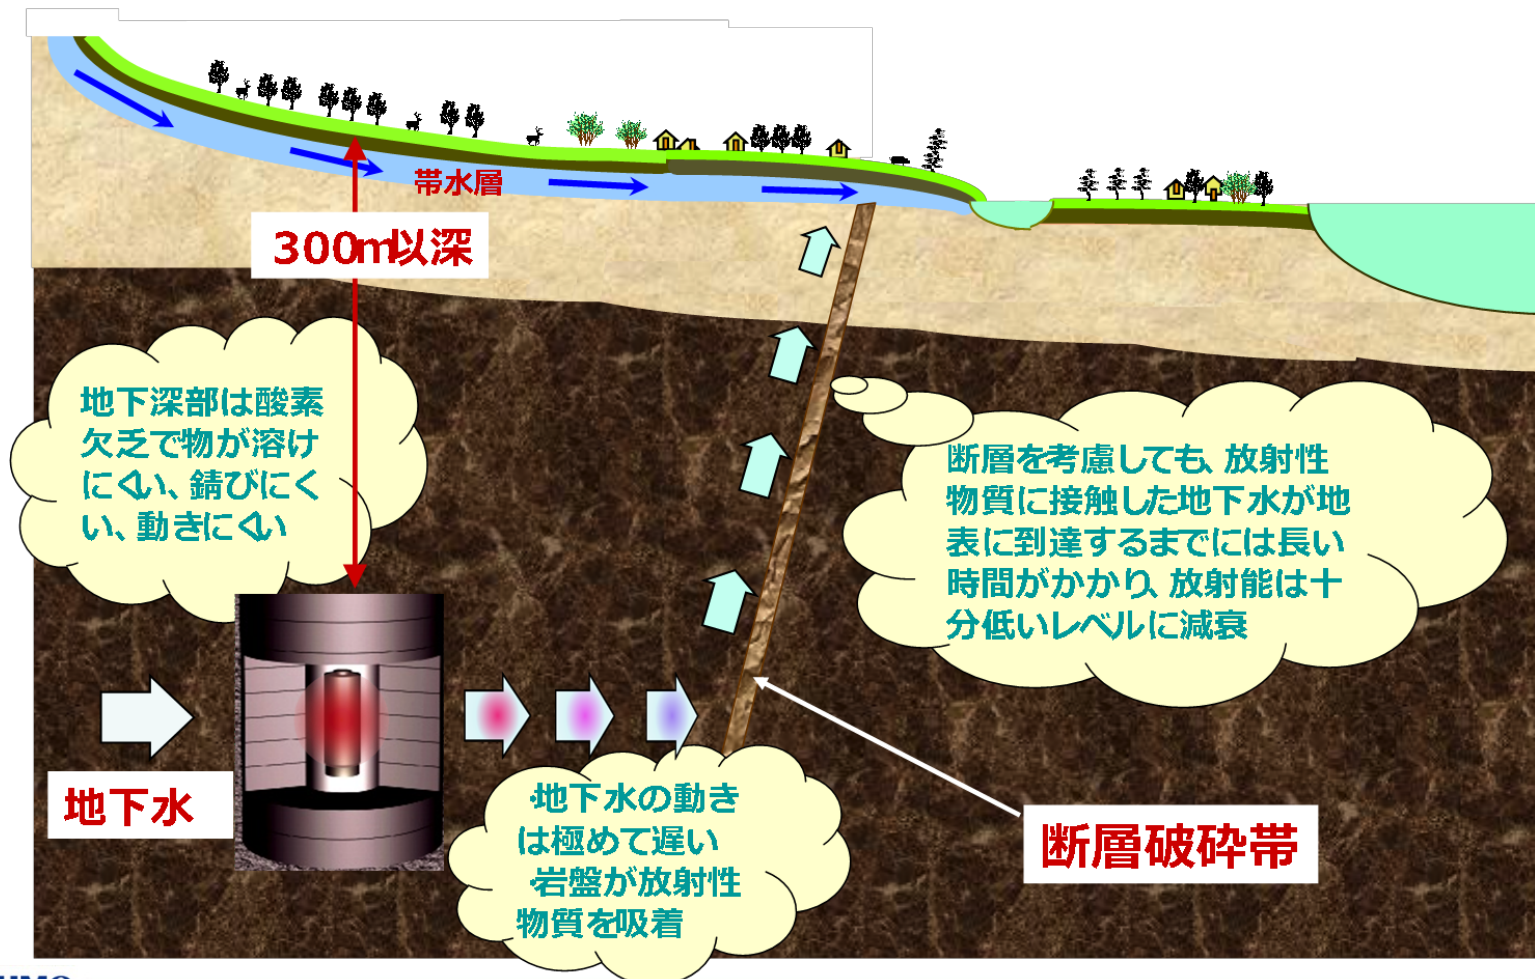 帯水層
300m以深
地下深部は酸素
欠乏で物が溶け
にくい、錆びにく
い、動きにくい
断層を考慮しても、放射性
物質に接触した地下水が地
表に到達するまでには長い
時間がかかり、放射能は十
分低いレベルに減衰
地下水
・地下水の動き
は極めて遅い
・岩盤が放射性
物質を吸着
断層破砕帯